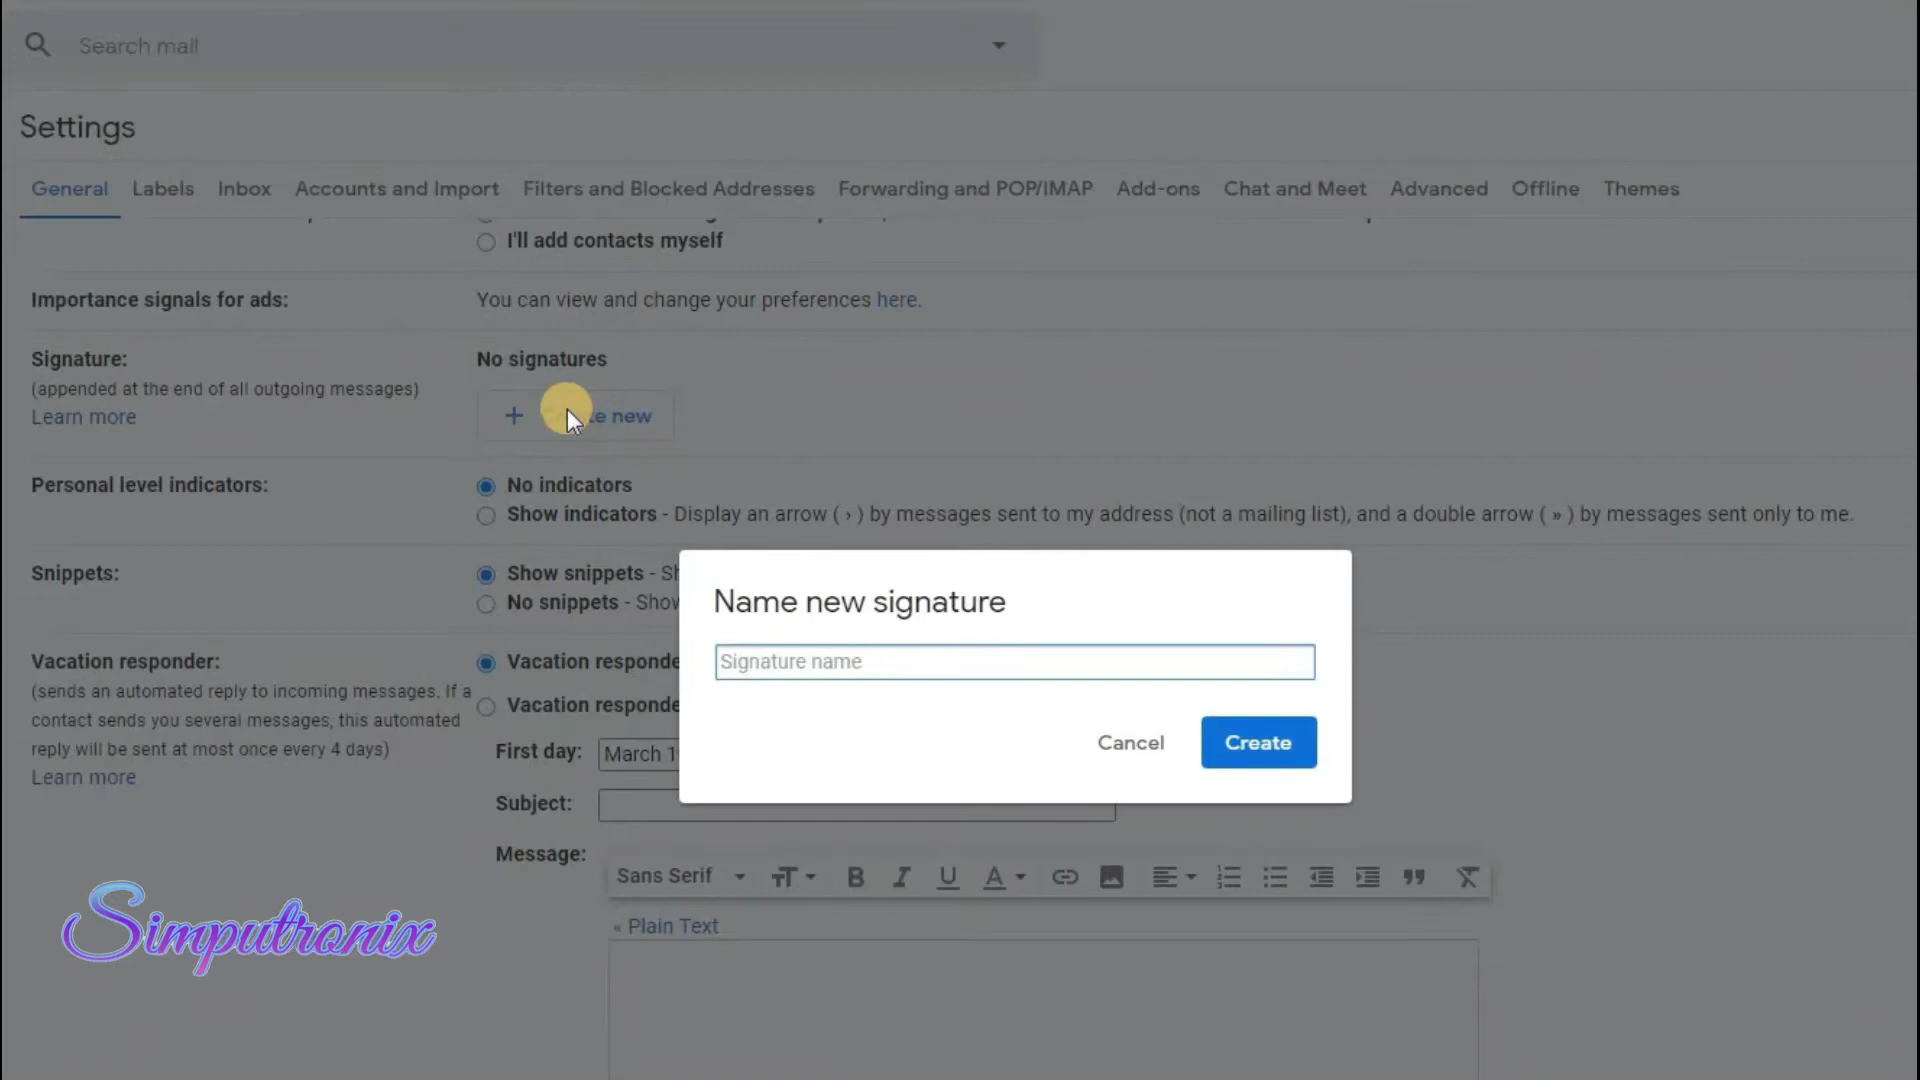 Search mail
Settings
General Labels Inbox Accounts and Import Filters and Blocked Addresses Forwarding and POP/IMAP Add-ons Chat and Meet Advanced Offline Themes
I'll add contacts myself
Importance signals for ads: You can view and change your preferences here.
Signature: No signatures
(appended at the end of all outgoing messages)
Learn more + new
Personal level indicators: No indicators
Show indicators - Display an arrow ( › ) by messages sent to my address (not a mailing list), and a double arrow ( » ) by messages sent only to me.
Name new signature
Signature name
Cancel Create
Snippets: Show snippets -
No snippets - Show
Vacation responder: Vacation
(sends an automated reply to incoming messages. If a
contact sends you several messages, this automated Vacation
reply will be sent at most once every 4 days) First day: March
Learn more
Subject:
Message:
Sans Serif
« Plain Text
Simputronix